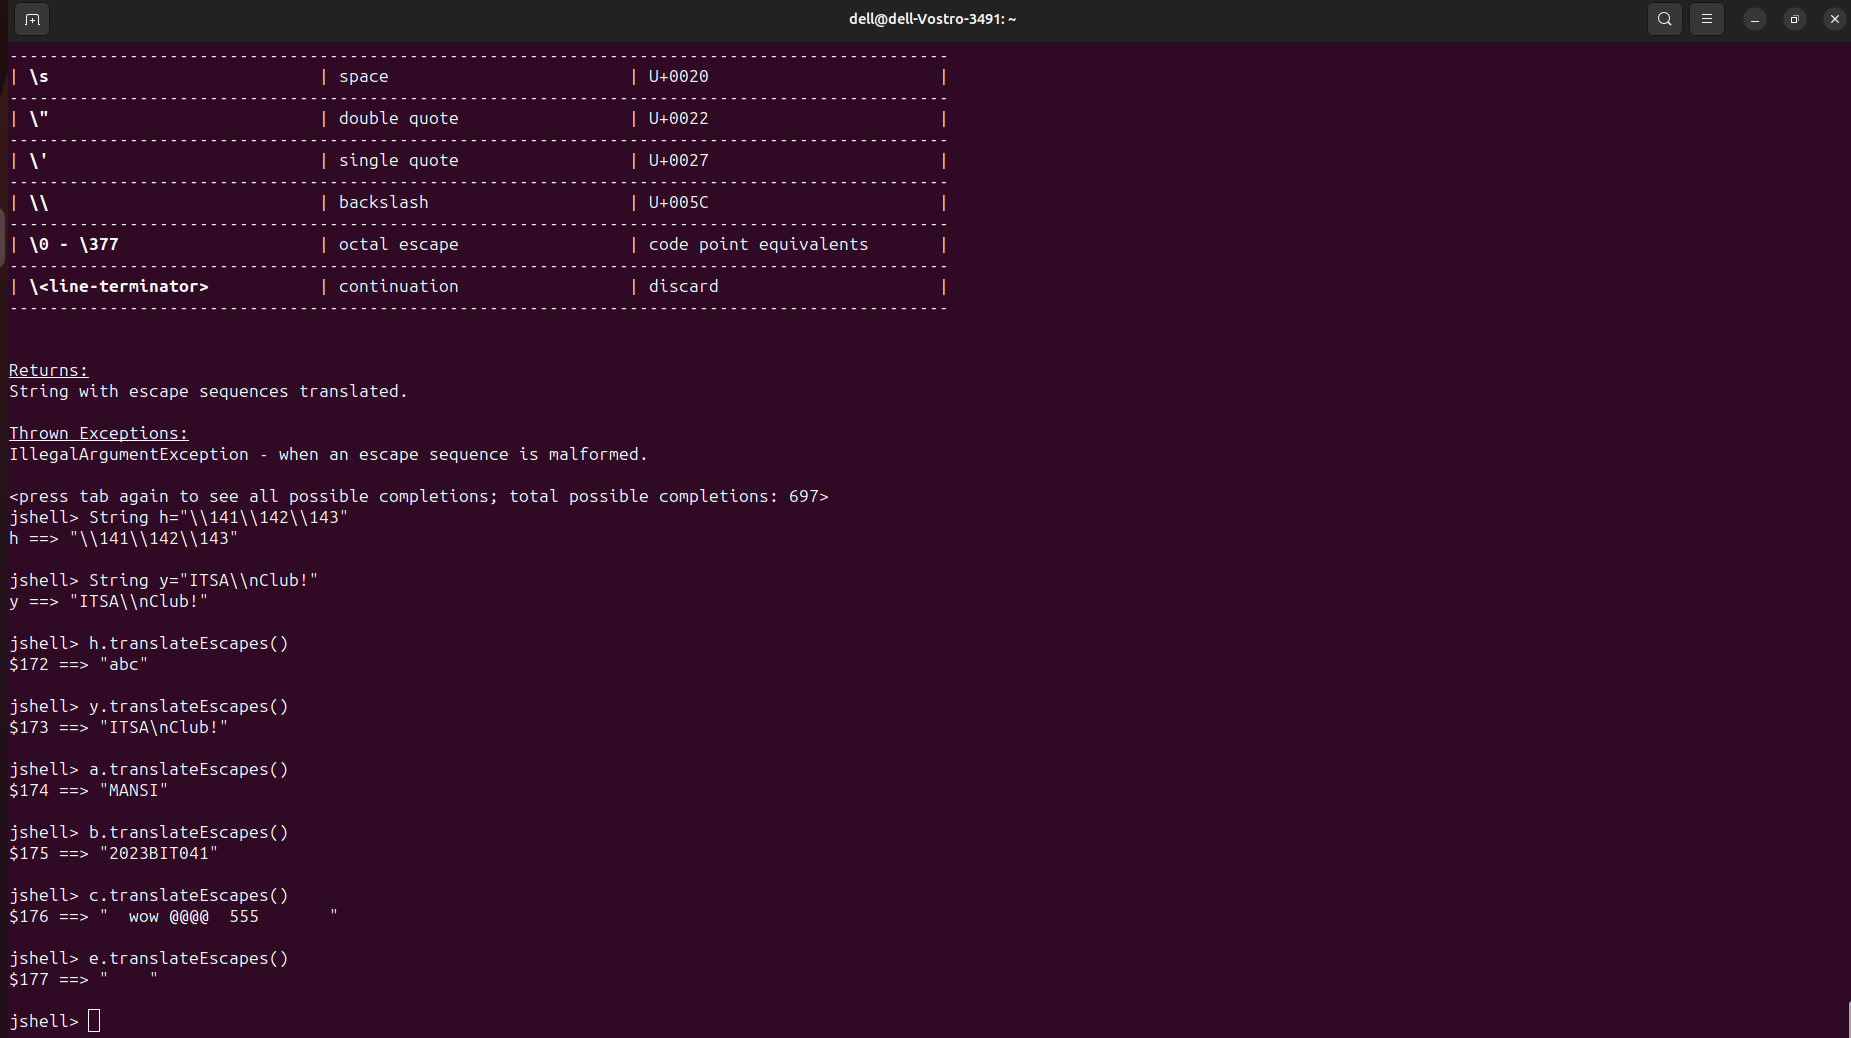 dell@dell-Vostro-3491: ~
----------------------------------------------------------------------------------------------
| \s                           | space                        | U+0020                       |
----------------------------------------------------------------------------------------------
| \"                           | double quote                 | U+0022                       |
----------------------------------------------------------------------------------------------
| \'                           | single quote                 | U+0027                       |
----------------------------------------------------------------------------------------------
| \\                           | backslash                    | U+005C                       |
----------------------------------------------------------------------------------------------
| \0 - \377                    | octal escape                 | code point equivalents       |
----------------------------------------------------------------------------------------------
| \<line-terminator>           | continuation                 | discard                      |
----------------------------------------------------------------------------------------------
Returns:
String with escape sequences translated.
Thrown Exceptions:
IllegalArgumentException - when an escape sequence is malformed.
<press tab again to see all possible completions; total possible completions: 697>
jshell> String h="\\141\\142\\143"
h ==> "\\141\\142\\143"
jshell> String y="ITSA\\nClub!"
y ==> "ITSA\\nClub!"
jshell> h.translateEscapes()
$172 ==> "abc"
jshell> y.translateEscapes()
$173 ==> "ITSA\nClub!"
jshell> a.translateEscapes()
$174 ==> "MANSI"
jshell> b.translateEscapes()
$175 ==> "2023BIT041"
jshell> c.translateEscapes()
$176 ==> "  wow @@@@  555       "
jshell> e.translateEscapes()
$177 ==> "    "
jshell>